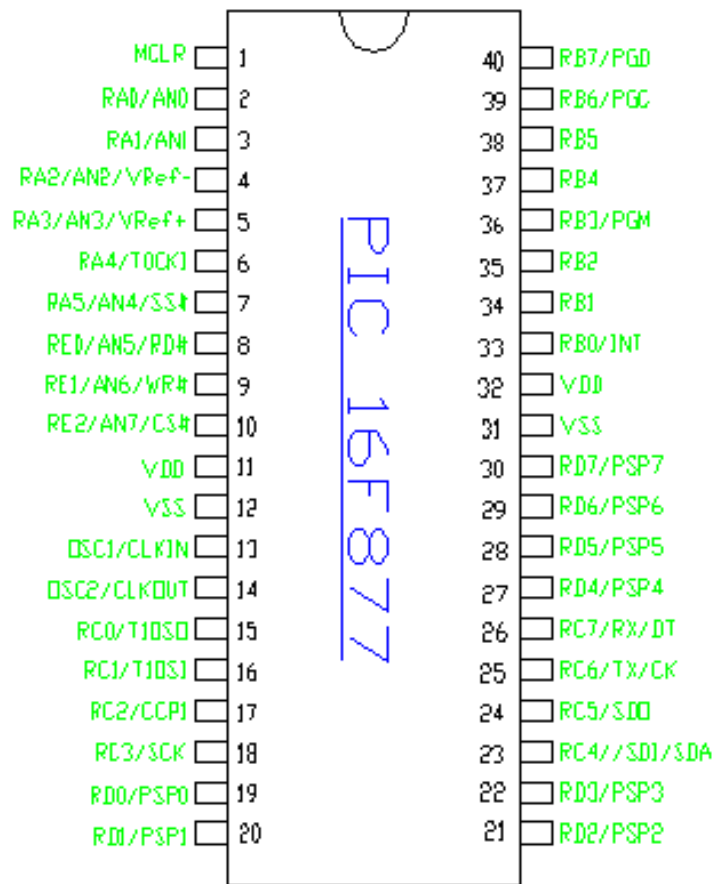 MCLR 1
RA0/AN0 2
RA1/AN1 3
RA2/AN2/VRef- 4
RA3/AN3/VRef+ 5
RA4/TOCKI 6
RA5/AN4/SS# 7
RE0/AN5/RD# 8
RE1/AN6/WR# 9
RE2/AN7/CS# 10
VDD 11
VSS 12
OSC1/CLKIN 13
OSC2/CLKOUT 14
RC0/T1OSO 15
RC1/T1OSI 16
RC2/CCP1 17
RC3/SCK 18
RD0/PSP0 19
RD1/PSP1 20
PIC 16F877
40 RB7/PGD
39 RB6/PGC
38 RB5
37 RB4
36 RB3/PGM
35 RB2
34 RB1
33 RB0/INT
32 VDD
31 VSS
30 RD7/PSP7
29 RD6/PSP6
28 RD5/PSP5
27 RD4/PSP4
26 RC7/RX/DT
25 RC6/TX/CK
24 RC5/SDO
23 RC4//SDI/SDA
22 RD3/PSP3
21 RD2/PSP2